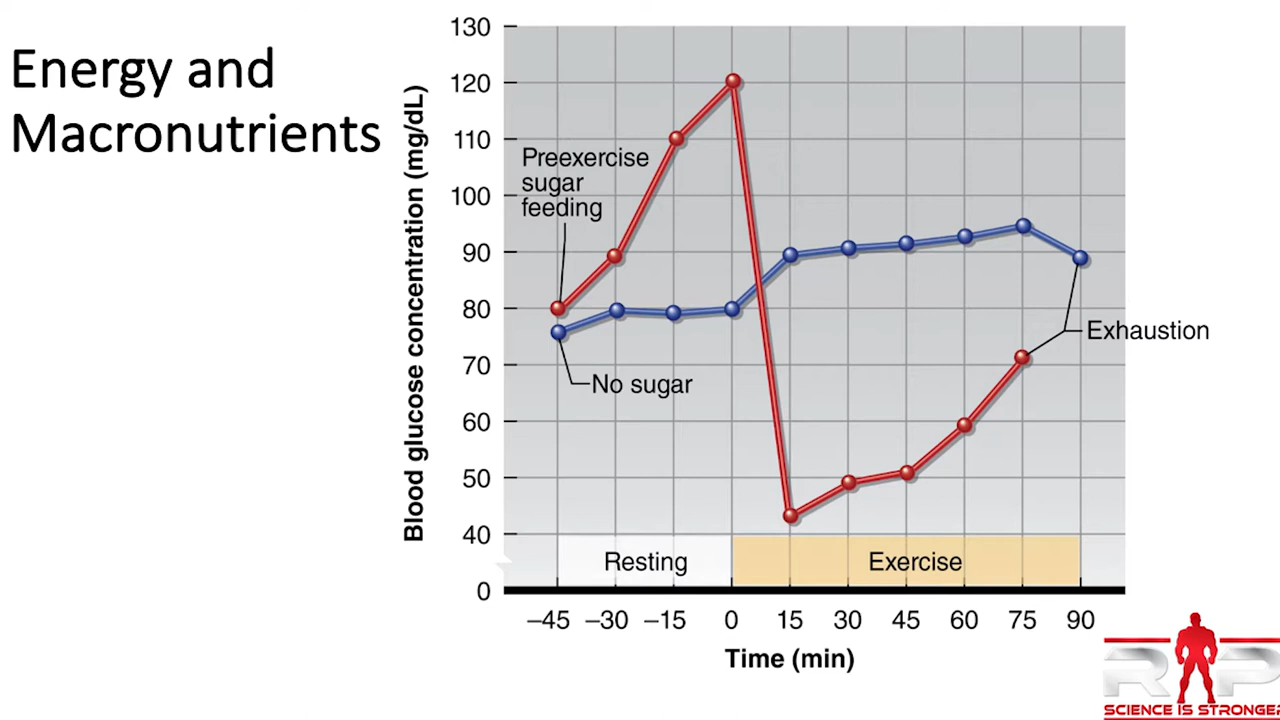 Energy and
Macronutrients
Blood glucose concentration (mg/dL)
130
120
110
100
90
80
70
60
50
40
0
Preexercise
sugar
feeding
No sugar
Exhaustion
Resting
Exercise
–45 –30 –15 0 15 30 45 60 75 90
Time (min)
RP
SCIENCE IS STRONGER